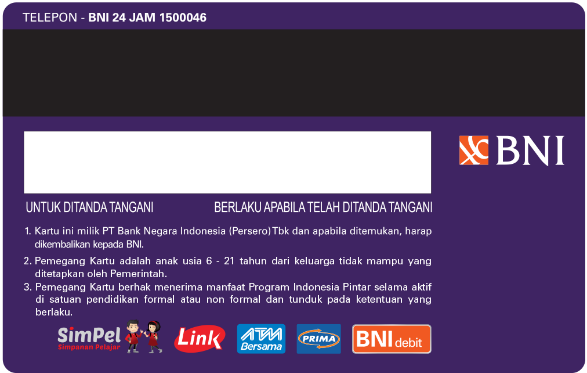 TELEPON - BNI 24 JAM 1500046
BNI
UNTUK DITANDA TANGANI
BERLAKU APABILA TELAH DITANDA TANGANI
1. Kartu ini milik PT Bank Negara Indonesia (Persero) Tbk dan apabila ditemukan, harap
dikembalikan kepada BNI.
2. Pemegang Kartu adalah anak usia 6 - 21 tahun dari keluarga tidak mampu yang
ditetapkan oleh Pemerintah.
3. Pemegang Kartu berhak menerima manfaat Program Indonesia Pintar selama aktif
di satuan pendidikan formal atau non formal dan tunduk pada ketentuan yang
berlaku.
SimPel
Simpanan Pelajar
Link
ATM
Bersama
PRIMA
BNI debit